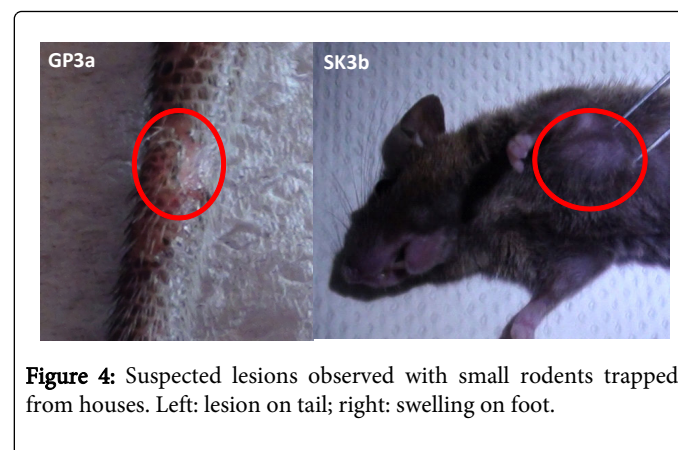 GP3a
SK3b
Figure 4: Suspected lesions observed with small rodents trapped
from houses. Left: lesion on tail; right: swelling on foot.